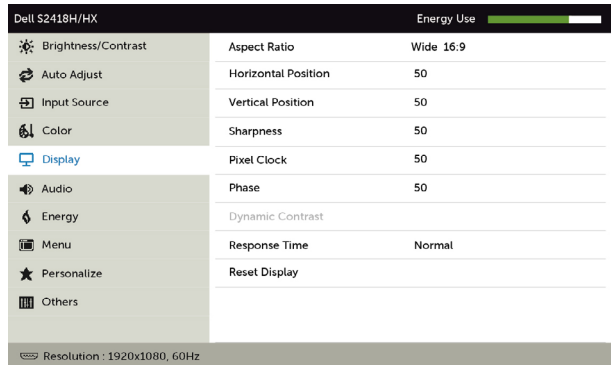 Dell S2418H/HX Energy Use
Brightness/Contrast
Auto Adjust
Input Source
Color
Display
Audio
Energy
Menu
Personalize
Others
Aspect Ratio Wide 16:9
Horizontal Position 50
Vertical Position 50
Sharpness 50
Pixel Clock 50
Phase 50
Dynamic Contrast
Response Time Normal
Reset Display
Resolution : 1920x1080, 60Hz